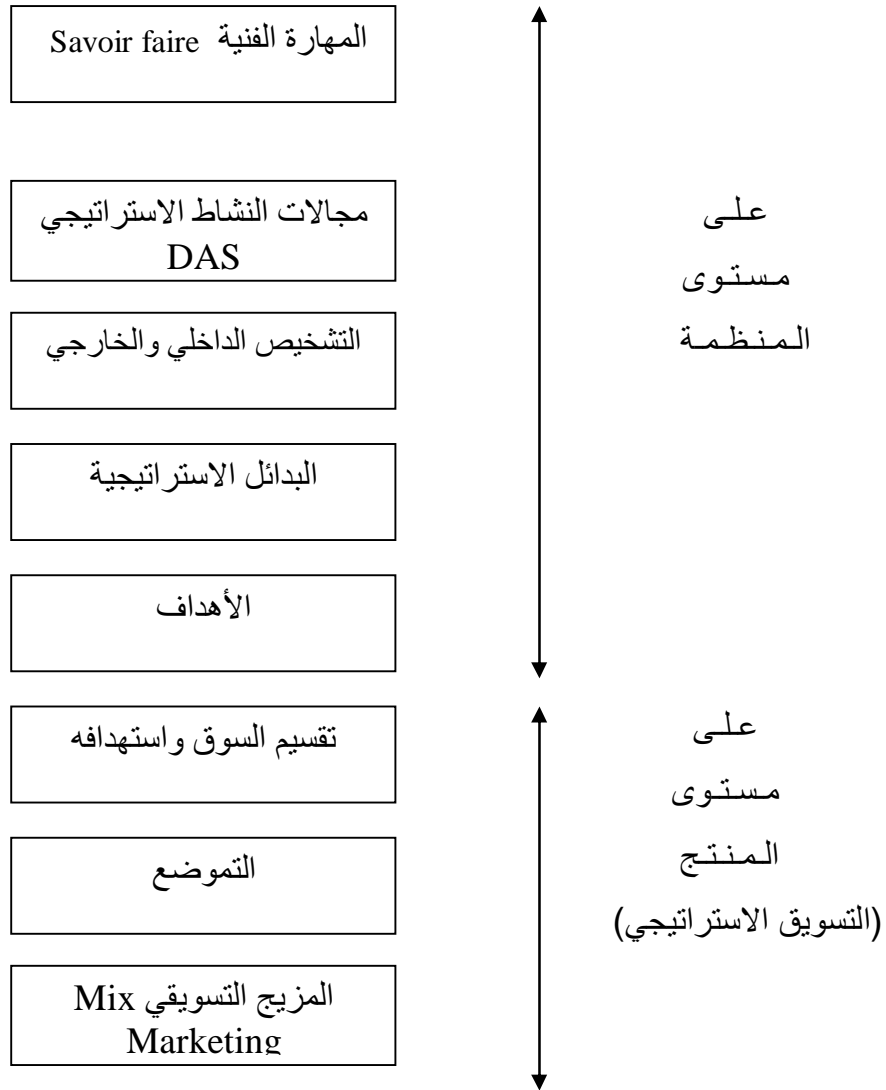 المهارة الفنية Savoir faire
مجالات النشاط الاستراتيجي
DAS
التشخيص الداخلي والخارجي
البدائل الاستراتيجية
الأهداف
على
مستوى
المنظمة
تقسيم السوق واستهدافه
التموضع
المزيج التسويقي Mix
Marketing
على
مستوى
المنتج
(التسويق الاستراتيجي)